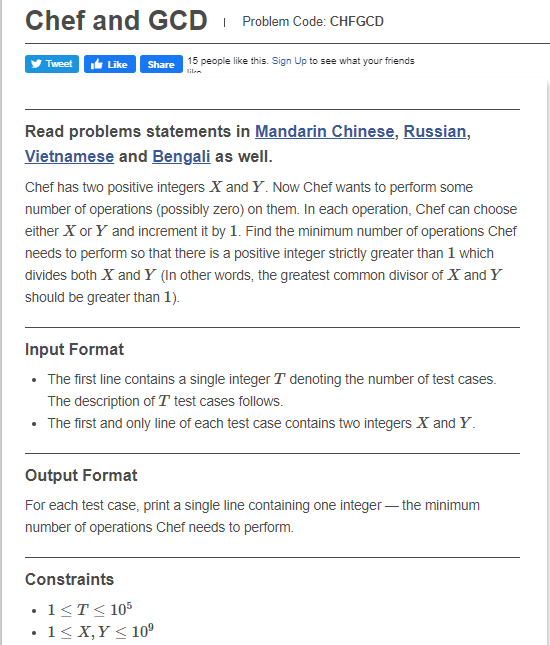 Chef and GCD | Problem Code: CHFGCD
Tweet Like Share 15 people like this. Sign Up to see what your friends
like.
Read problems statements in Mandarin Chinese, Russian,
Vietnamese and Bengali as well.
Chef has two positive integers X and Y. Now Chef wants to perform some
number of operations (possibly zero) on them. In each operation, Chef can choose
either X or Y and increment it by 1. Find the minimum number of operations Chef
needs to perform so that there is a positive integer strictly greater than 1 which
divides both X and Y (In other words, the greatest common divisor of X and Y
should be greater than 1).
Input Format
• The first line contains a single integer T denoting the number of test cases.
The description of T test cases follows.
• The first and only line of each test case contains two integers X and Y.
Output Format
For each test case, print a single line containing one integer — the minimum
number of operations Chef needs to perform.
Constraints
• 1 ≤ T ≤ 10⁵
• 1 ≤ X, Y ≤ 10⁹